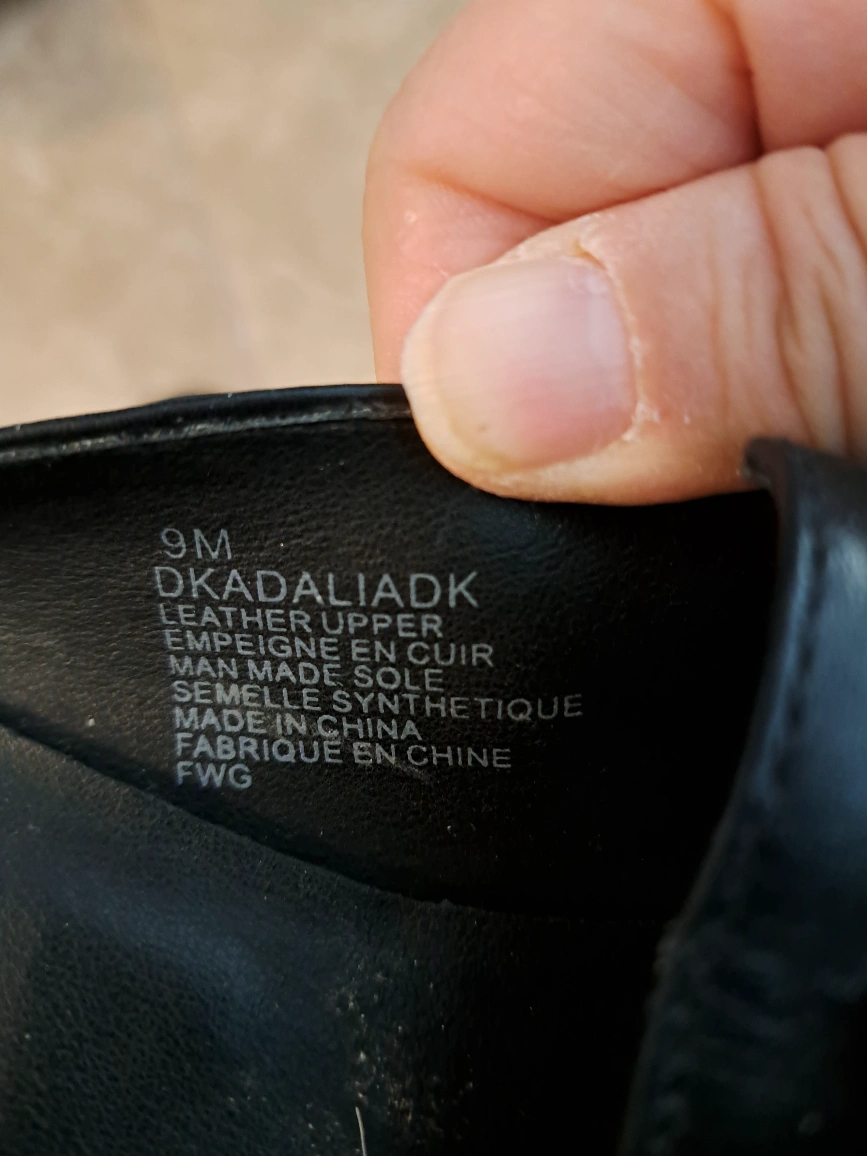 9M
DKADALIADK
LEATHER UPPER
EMPEIGNE EN CUIR
MAN MADE SOLE
SEMELLE SYNTHETIQUE
MADE IN CHINA
FABRIQUE EN CHINE
FWG